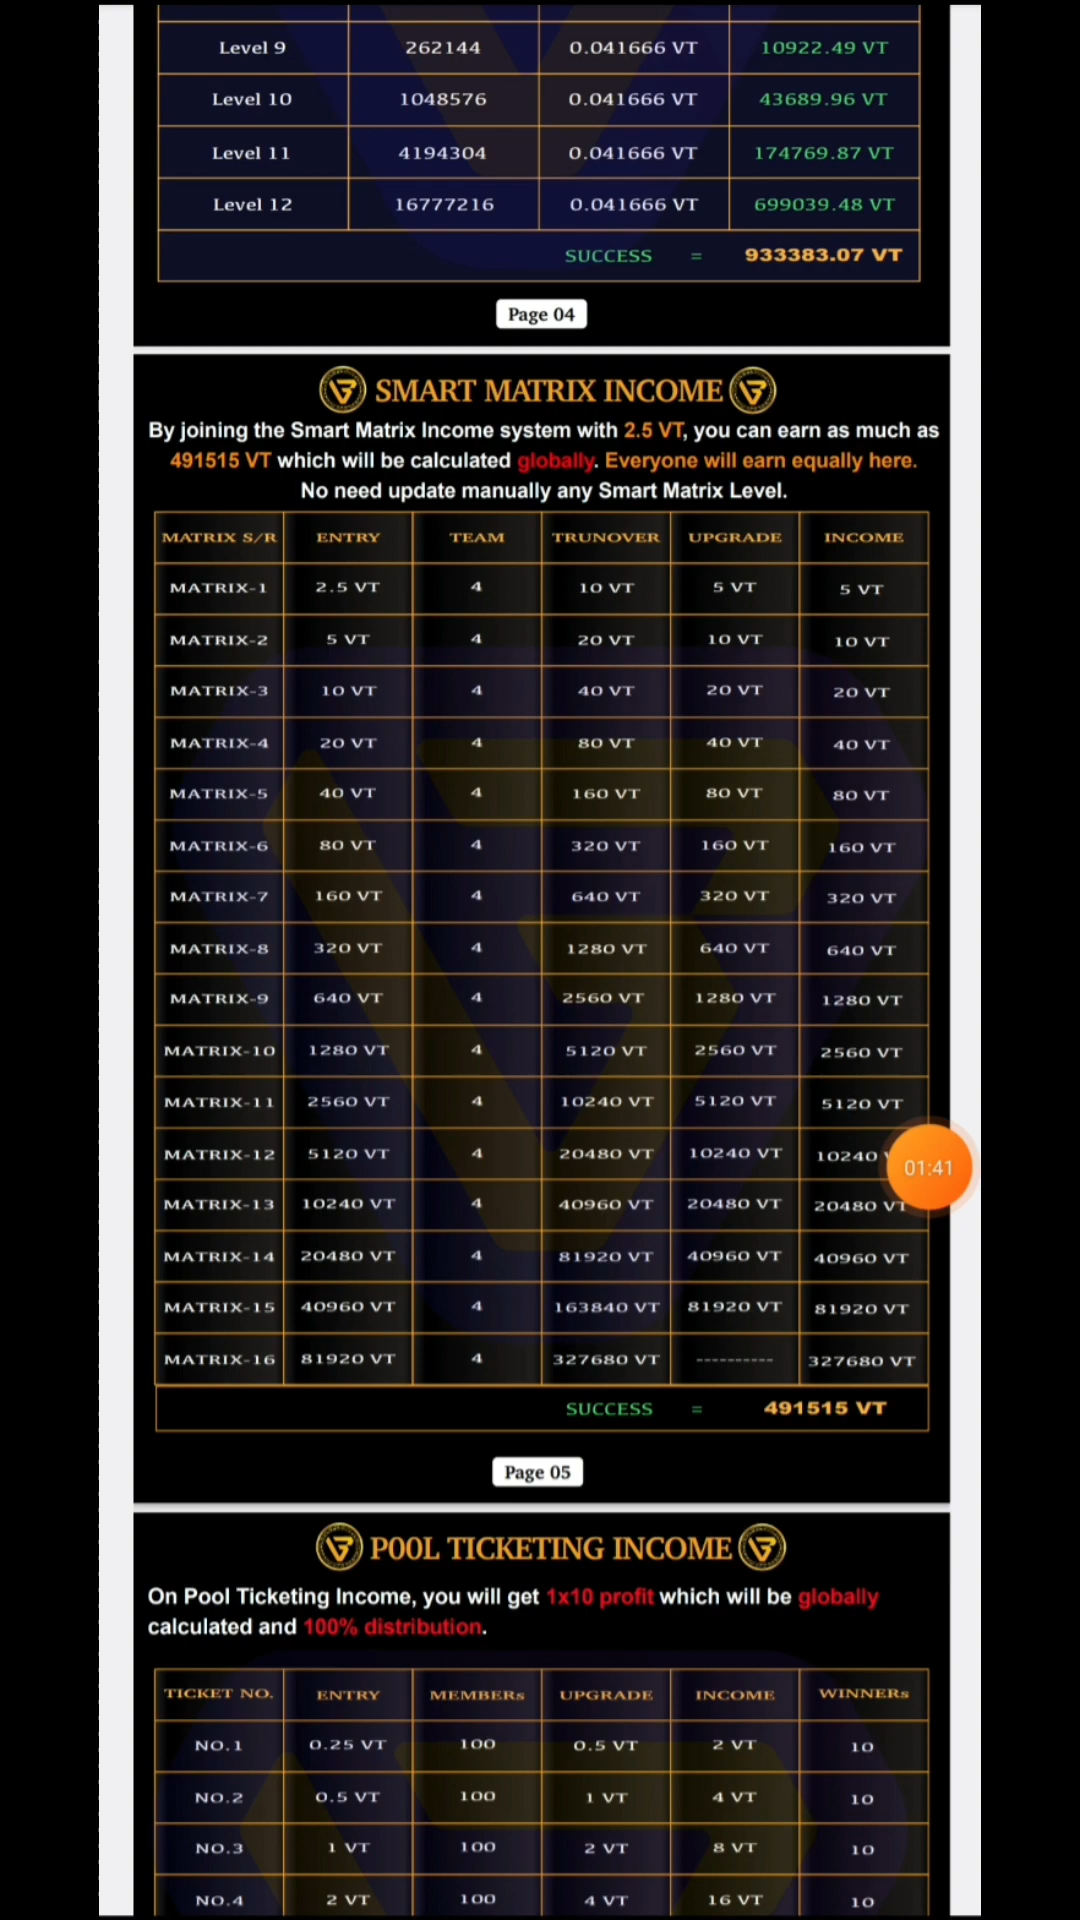 Level 9 262144 0.041666 VT 10922.49 VT
Level 10 1048576 0.041666 VT 43689.96 VT
Level 11 4194304 0.041666 VT 174769.87 VT
Level 12 16777216 0.041666 VT 699039.48 VT
SUCCESS = 933383.07 VT
Page 04
SMART MATRIX INCOME
By joining the Smart Matrix Income system with 2.5 VT, you can earn as much as
491515 VT which will be calculated globally. Everyone will earn equally here.
No need update manually any Smart Matrix Level.
MATRIX S/R ENTRY TEAM TRUNOVER UPGRADE INCOME
MATRIX-1 2.5 VT 4 10 VT 5 VT 5 VT
MATRIX-2 5 VT 4 20 VT 10 VT 10 VT
MATRIX-3 10 VT 4 40 VT 20 VT 20 VT
MATRIX-4 20 VT 4 80 VT 40 VT 40 VT
MATRIX-5 40 VT 4 160 VT 80 VT 80 VT
MATRIX-6 80 VT 4 320 VT 160 VT 160 VT
MATRIX-7 160 VT 4 640 VT 320 VT 320 VT
MATRIX-8 320 VT 4 1280 VT 640 VT 640 VT
MATRIX-9 640 VT 4 2560 VT 1280 VT 1280 VT
MATRIX-10 1280 VT 4 5120 VT 2560 VT 2560 VT
MATRIX-11 2560 VT 4 10240 VT 5120 VT 5120 VT
MATRIX-12 5120 VT 4 20480 VT 10240 VT 10240
01:41
MATRIX-13 10240 VT 4 40960 VT 20480 VT 20480 VT
MATRIX-14 20480 VT 4 81920 VT 40960 VT 40960 VT
MATRIX-15 40960 VT 4 163840 VT 81920 VT 81920 VT
MATRIX-16 81920 VT 4 327680 VT ---------- 327680 VT
SUCCESS = 491515 VT
Page 05
POOL TICKETING INCOME
On Pool Ticketing Income, you will get 1x10 profit which will be globally
calculated and 100% distribution.
TICKET NO. ENTRY MEMBERs UPGRADE INCOME WINNERs
NO.1 0.25 VT 100 0.5 VT 2 VT 10
NO.2 0.5 VT 100 1 VT 4 VT 10
NO.3 1 VT 100 2 VT 8 VT 10
NO.4 2 VT 100 4 VT 16 VT 10